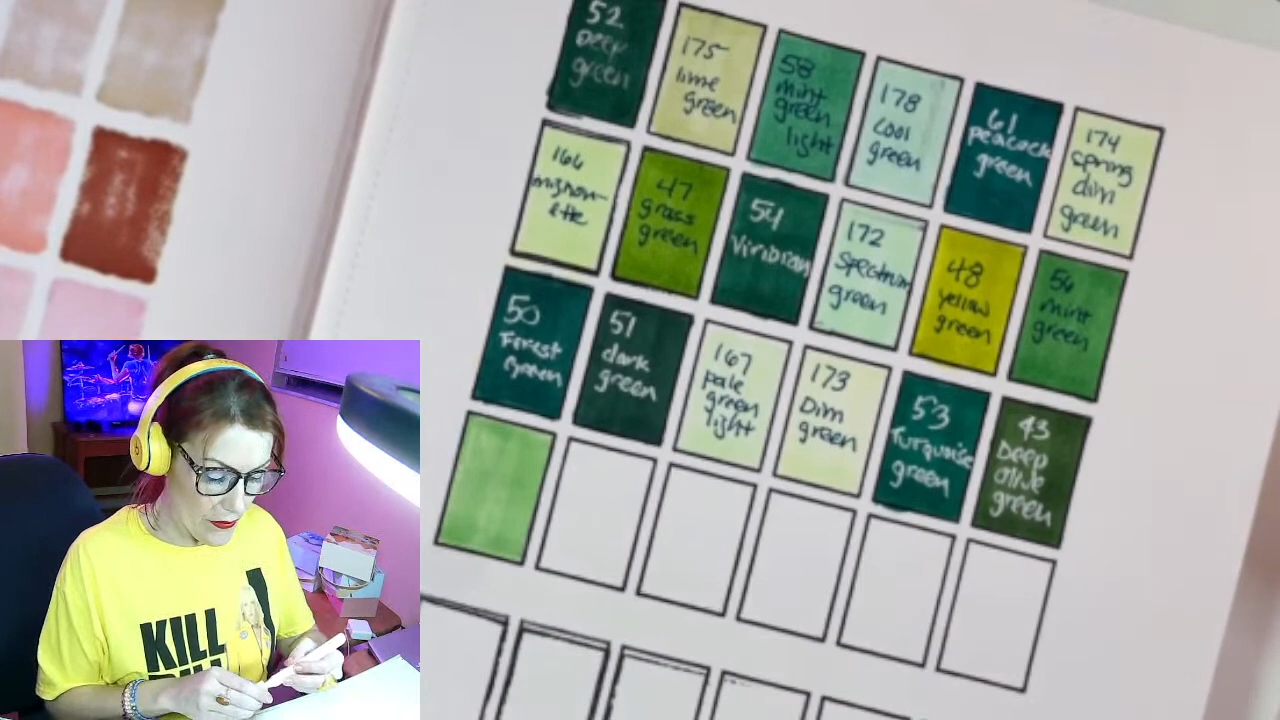 52
Deep
green
175
lime
green
58
mint
green
light
178
Cool
green
61
peacock
green
174
spring
dim
green
166
mignon-
ette
47
grass
green
54
Viridian
172
Spectrum
green
48
yellow
green
56
mint
green
50
Forest
green
51
dark
green
167
pale
green
light
173
Dim
green
53
Turquoise
green
43
Deep
olive
green
KILL